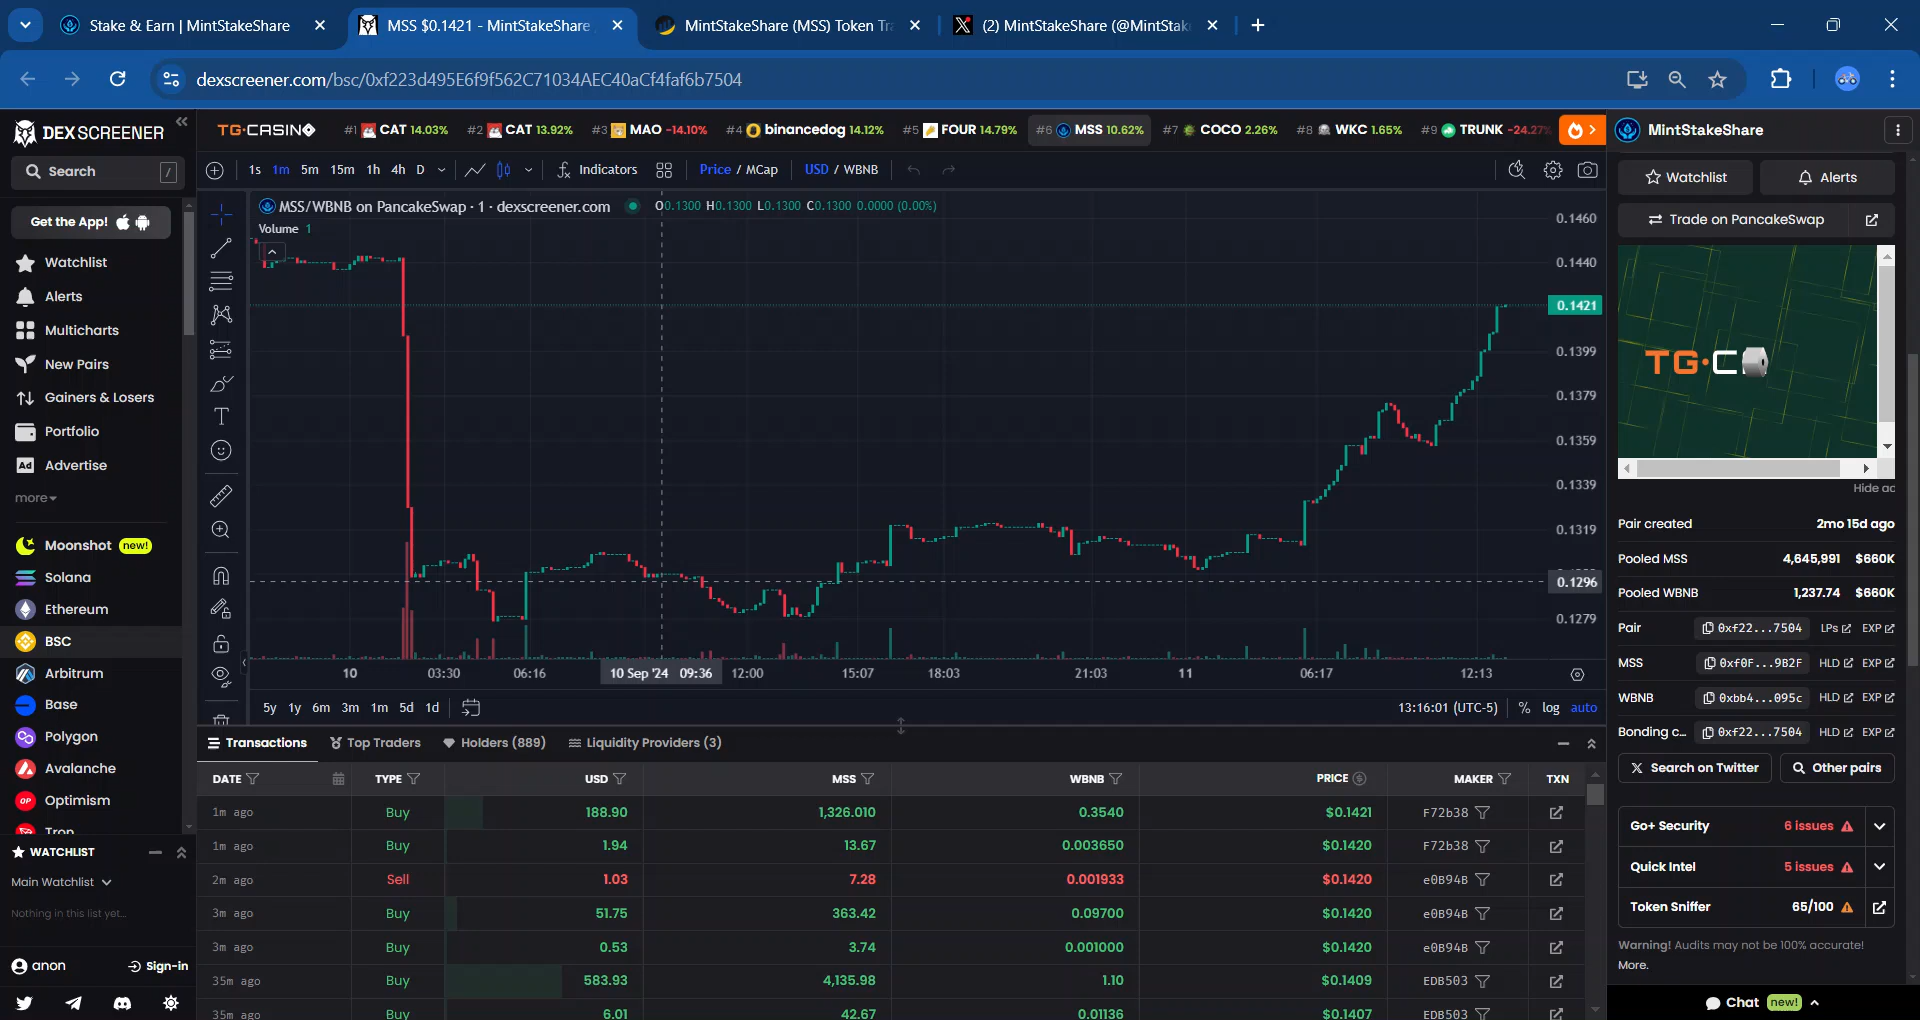 Stake & Earn | MintStakeShare
MSS $0.1421 - MintStakeShare
MintStakeShare (MSS) Token Tra
(2) MintStakeShare (@MintStak
dexscreener.com/bsc/0xf223d495E6f9f562C71034AEC40aCf4faf6b7504
DEX SCREENER
Search /
Get the App!
Watchlist
Alerts
Multicharts
New Pairs
Gainers & Losers
Portfolio
Ad Advertise
more
Moonshot new!
Solana
Ethereum
BSC
Arbitrum
Base
Polygon
Avalanche
OP Optimism
Tron
WATCHLIST
Main Watchlist
Nothing in this list yet...
anon Sign-in
TG·CASINO #1 CAT 14.03% #2 CAT 13.92% #3 MAO -14.10% #4 binancedog 14.12% #5 FOUR 14.79% #6 MSS 10.62% #7 COCO 2.26% #8 WKC 1.65% #9 TRUNK -24.27%
1s 1m 5m 15m 1h 4h D Indicators Price / MCap USD / WBNB
MSS/WBNB on PancakeSwap · 1 · dexscreener.com O0.1300 H0.1300 L0.1300 C0.1300 0.0000 (0.00%)
Volume 1
0.1460
0.1440
0.1421
0.1399
0.1379
0.1359
0.1339
0.1319
0.1296
0.1279
10 03:30 06:16 10 Sep '24 09:36 12:00 15:07 18:03 21:03 11 06:17 12:13
5y 1y 6m 3m 1m 5d 1d 13:16:01 (UTC-5) % log auto
Transactions Top Traders Holders (889) Liquidity Providers (3)
DATE TYPE USD MSS WBNB PRICE MAKER TXN
1m ago Buy 188.90 1,326.010 0.3540 $0.1421 F72b38
1m ago Buy 1.94 13.67 0.003650 $0.1420 F72b38
2m ago Sell 1.03 7.28 0.001933 $0.1420 e0B94B
3m ago Buy 51.75 363.42 0.09700 $0.1420 e0B94B
3m ago Buy 0.53 3.74 0.001000 $0.1420 e0B94B
35m ago Buy 583.93 4,135.98 1.10 $0.1409 EDB503
35m ago Buy 6.01 42.67 0.01136 $0.1407 EDB503
MintStakeShare
Watchlist Alerts
Trade on PancakeSwap
TG·C
Hide ad
Pair created 2mo 15d ago
Pooled MSS 4,645,991 $660K
Pooled WBNB 1,237.74 $660K
Pair 0xf22...7504 LPs EXP
MSS 0xf0F...9B2F HLD EXP
WBNB 0xbb4...095c HLD EXP
Bonding c... 0xf22...7504 HLD EXP
Search on Twitter Other pairs
Go+ Security 6 issues
Quick Intel 5 issues
Token Sniffer 65/100
Warning! Audits may not be 100% accurate!
More.
Chat new!